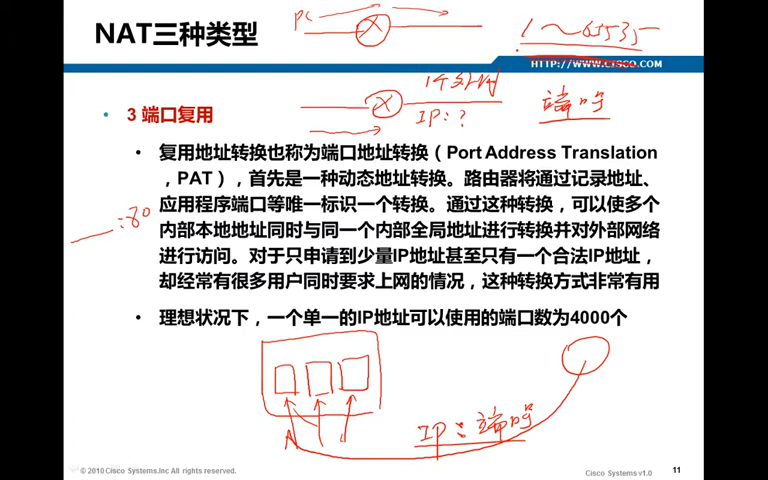 PC
NAT三种类型
1～65535
HTTP://WWW.CISCO.COM
IP:?
端口号
• 3 端口复用
• 复用地址转换也称为端口地址转换（Port Address Translation
，PAT），首先是一种动态地址转换。路由器将通过记录地址、
应用程序端口等唯一标识一个转换。通过这种转换，可以使多个
:80
内部本地地址同时与同一个内部全局地址进行转换并对外部网络
进行访问。对于只申请到少量IP地址甚至只有一个合法IP地址，
却经常有很多用户同时要求上网的情况，这种转换方式非常有用
• 理想状况下，一个单一的IP地址可以使用的端口数为4000个
IP:端口号
© 2010 Cisco Systems.Inc All rights reserved.
Cisco Systems v1.0
11